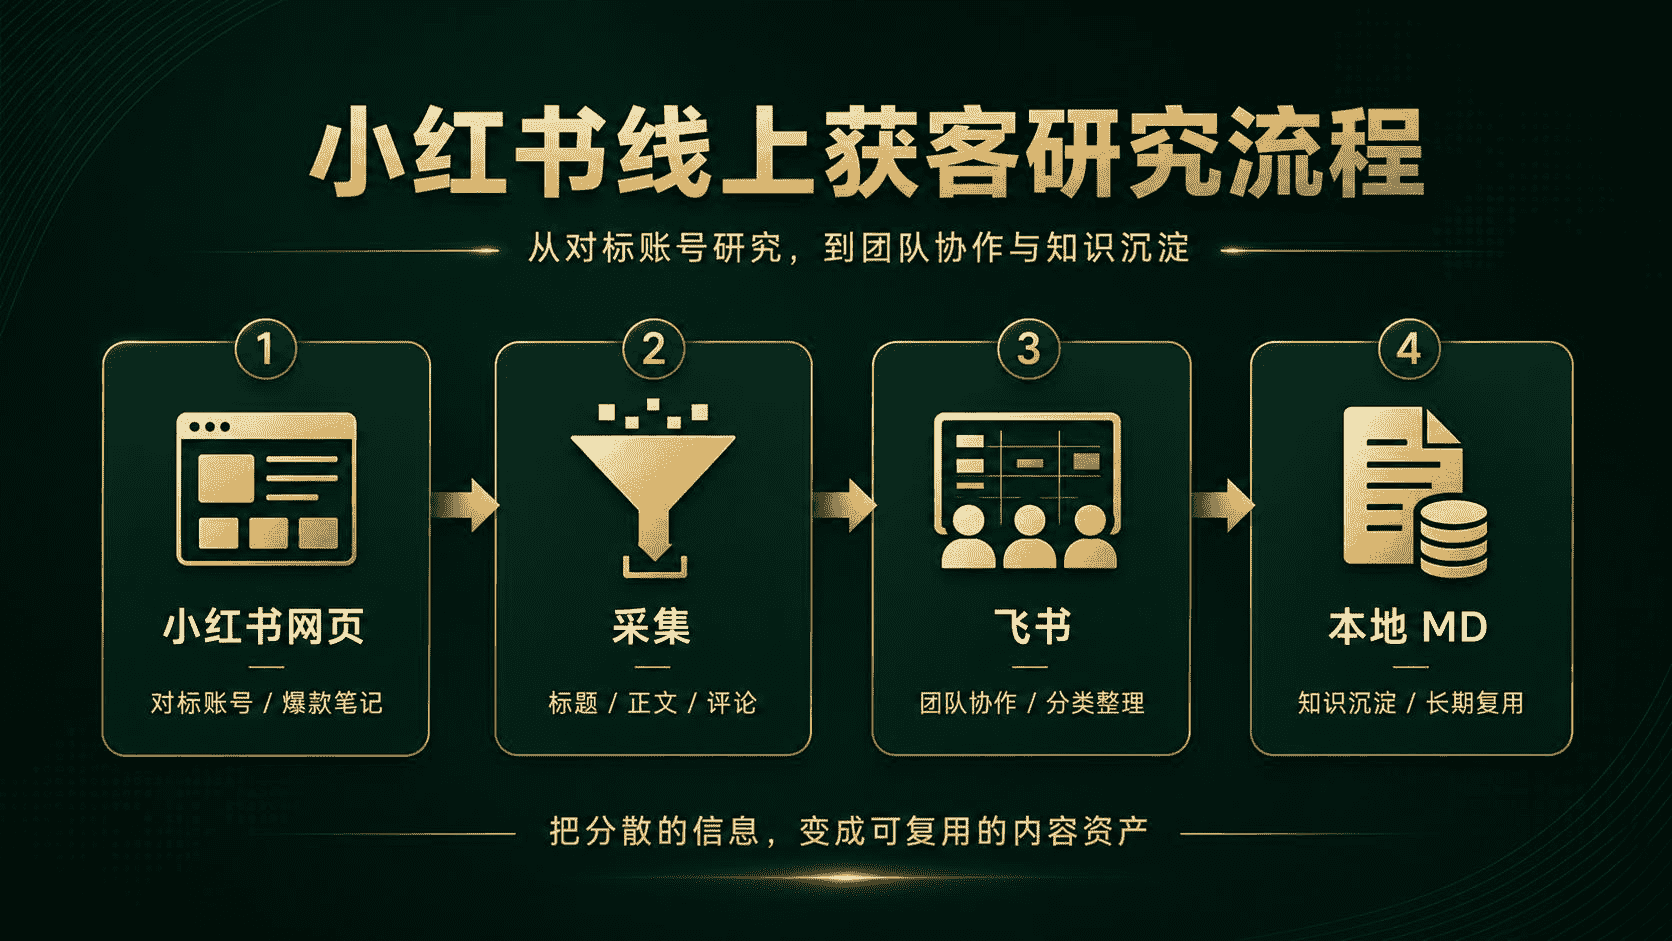 小红书线上获客研究流程
从对标账号研究，到团队协作与知识沉淀
1
小红书网页
对标账号 / 爆款笔记
2
采集
标题 / 正文 / 评论
3
飞书
团队协作 / 分类整理
4
本地 MD
知识沉淀 / 长期复用
把分散的信息，变成可复用的内容资产